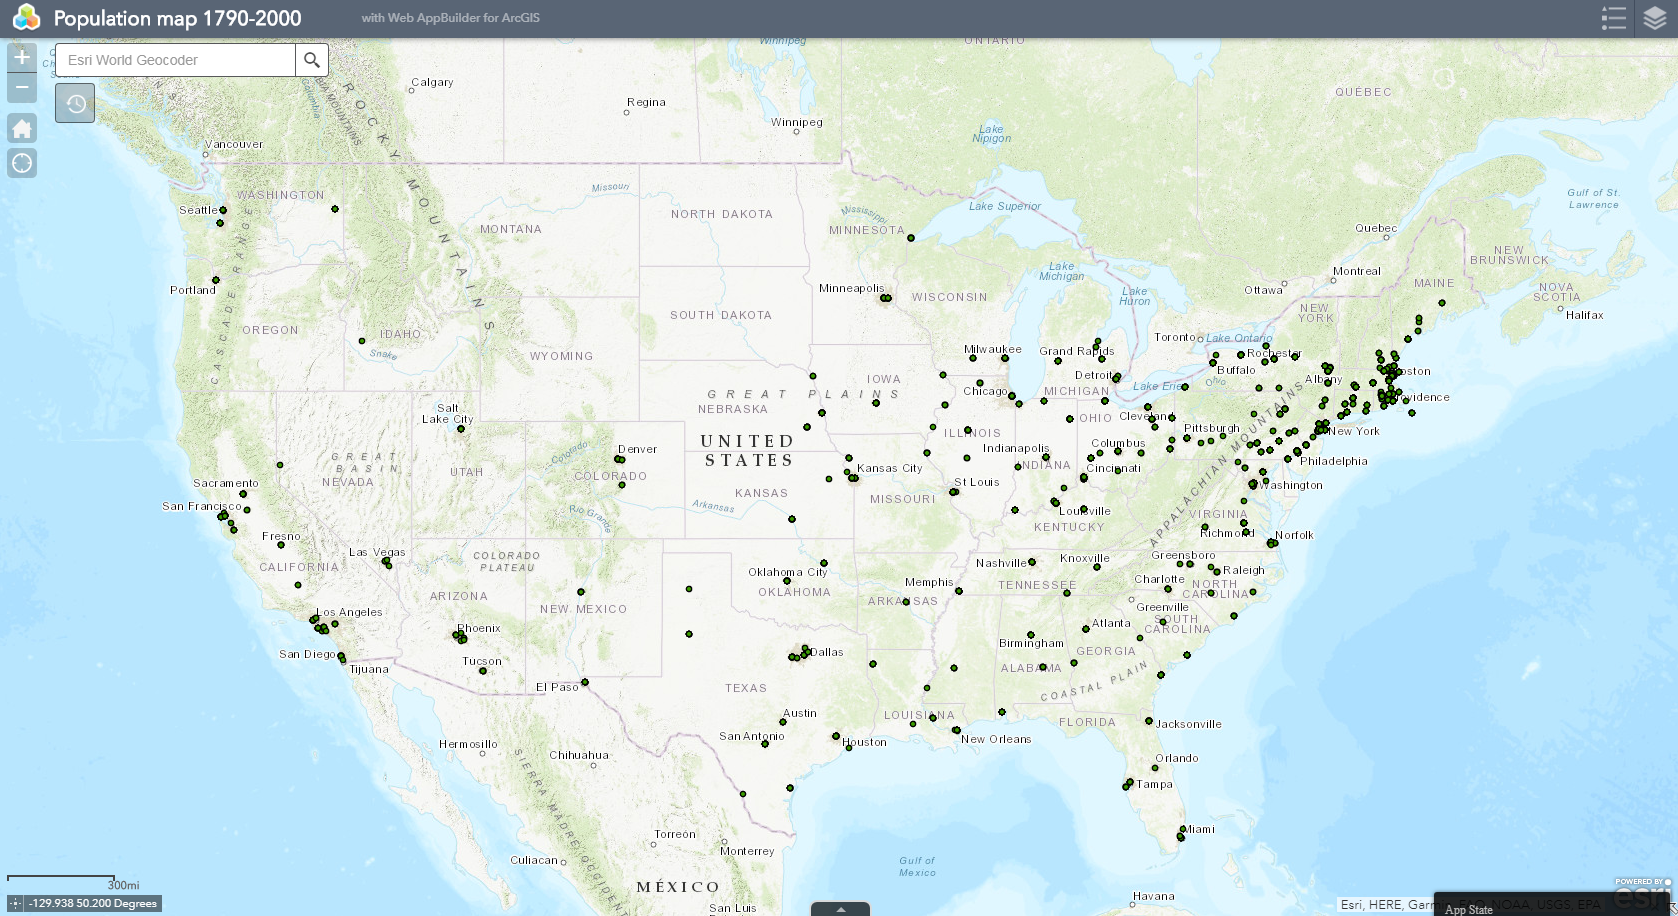 Population map 1790-2000
with Web AppBuilder for ArcGIS
Esri World Geocoder
Winnipeg
ONTARIO
Calgary
Regina
Winnipeg
QUÉBEC
Lake
Nipigon
Vancouver
ROCKY MOUNTAINS
Columbia
MOUNTAINS
WASHINGTON
Seattle
CASCADE RANGE
Missouri
NORTH DAKOTA
MONTANA
Mississippi
MINNESOTA
Lake Superior
Gulf of St.
Lawrence
Quebec
NEW
BRUNSWICK
Montreal
Ottawa
MAINE
NOVA
SCOTIA
Halifax
Portland
Minneapolis
WISCONSIN
Lake
Michigan
Lake
Huron
NEW
YORK
OREGON
IDAHO
Snake
SOUTH DAKOTA
WYOMING
Toronto
Lake Ontario
Milwaukee
Grand Rapids
Rochester
Buffalo
Albany
Boston
IOWA
GREAT PLAINS
NEBRASKA
Chicago
MICHIGAN
Detroit
Lake Erie
Ohio
Providence
Salt
Lake City
UNITED
STATES
ILLINOIS
OHIO
Cleveland
Pittsburgh
New York
Denver
Colorado
COLORADO
GREAT
BASIN
NEVADA
UTAH
Indianapolis
INDIANA
Columbus
Cincinnati
Philadelphia
Kansas City
KANSAS
MISSOURI
St Louis
Washington
APPALACHIAN MOUNTAINS
Sacramento
San Francisco
Arkansas
Rio Grande
Louisville
KENTUCKY
VIRGINIA
Richmond
Norfolk
Fresno
Las Vegas
CALIFORNIA
COLORADO
PLATEAU
Oklahoma City
OKLAHOMA
Nashville
Knoxville
Greensboro
Raleigh
Memphis
TENNESSEE
Charlotte
NORTH
CAROLINA
ARIZONA
NEW MEXICO
ARKANSAS
Greenville
SOUTH
CAROLINA
Los Angeles
Phoenix
Atlanta
Birmingham
Dallas
San Diego
Tijuana
Tucson
ALABAMA
GEORGIA
COASTAL PLAIN
El Paso
TEXAS
LOUISIANA
FLORIDA
Jacksonville
Austin
San Antonio
Houston
New Orleans
Hermosillo
Chihuahua
SIERRA MADRE OCCIDENT
Orlando
Tampa
Miami
Torreón
Monterrey
Culiacan
Gulf of
Mexico
MÉXICO
San Luis
Havana
300mi
-129.938 50.200 Degrees
POWERED BY
esri
Esri, HERE, Garm
NOAA, USGS, EPA
App State